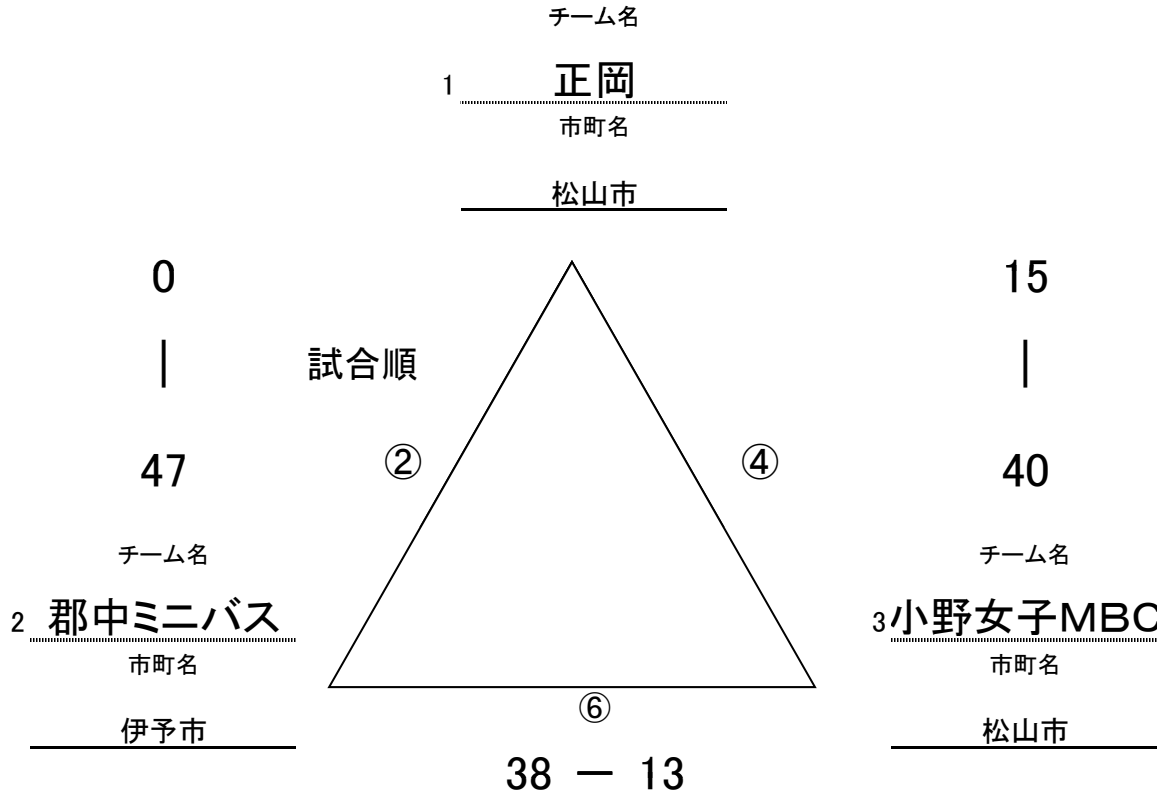 チーム名
1 正岡
市町名
松山市
0
|
47
試合順
②
④
15
|
40
チーム名
2 郡中ミニバス
市町名
伊予市
チーム名
3 小野女子MBC
市町名
松山市
⑥
38 － 13